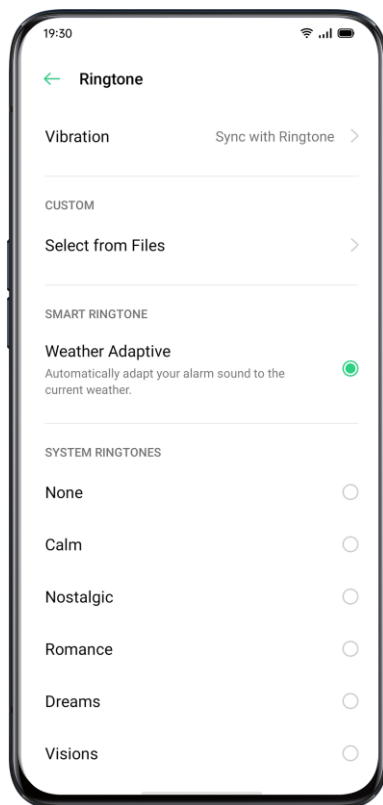 19:30
Ringtone
Vibration Sync with Ringtone
CUSTOM
Select from Files
SMART RINGTONE
Weather Adaptive
Automatically adapt your alarm sound to the
current weather.
SYSTEM RINGTONES
None
Calm
Nostalgic
Romance
Dreams
Visions